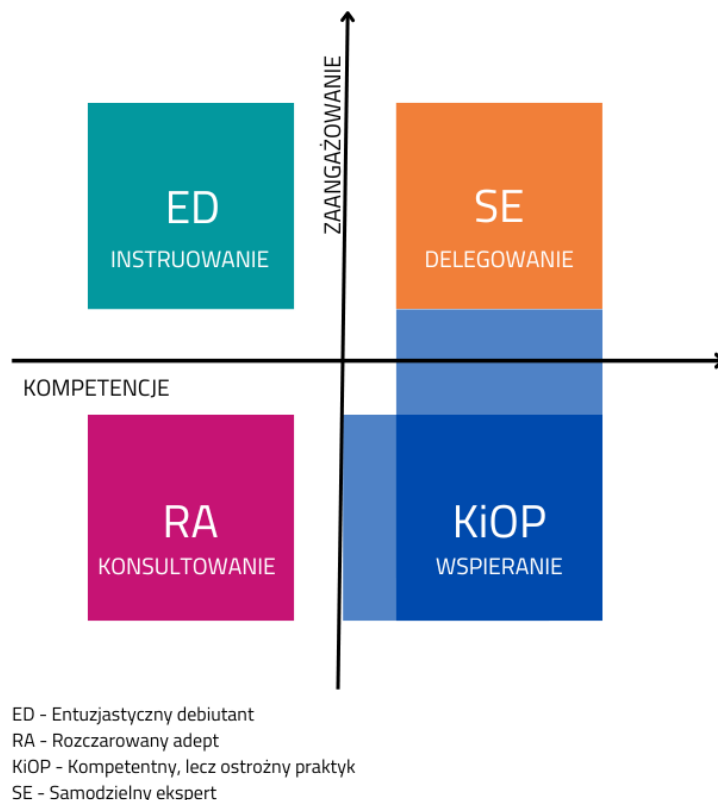 ZAANGAŻOWANIE
ED
INSTRUOWANIE
SE
DELEGOWANIE
KOMPETENCJE
RA
KONSULTOWANIE
KiOP
WSPIERANIE
ED - Entuzjastyczny debiutant
RA - Rozczarowany adept
KiOP - Kompetentny, lecz ostrożny praktyk
SE - Samodzielny ekspert